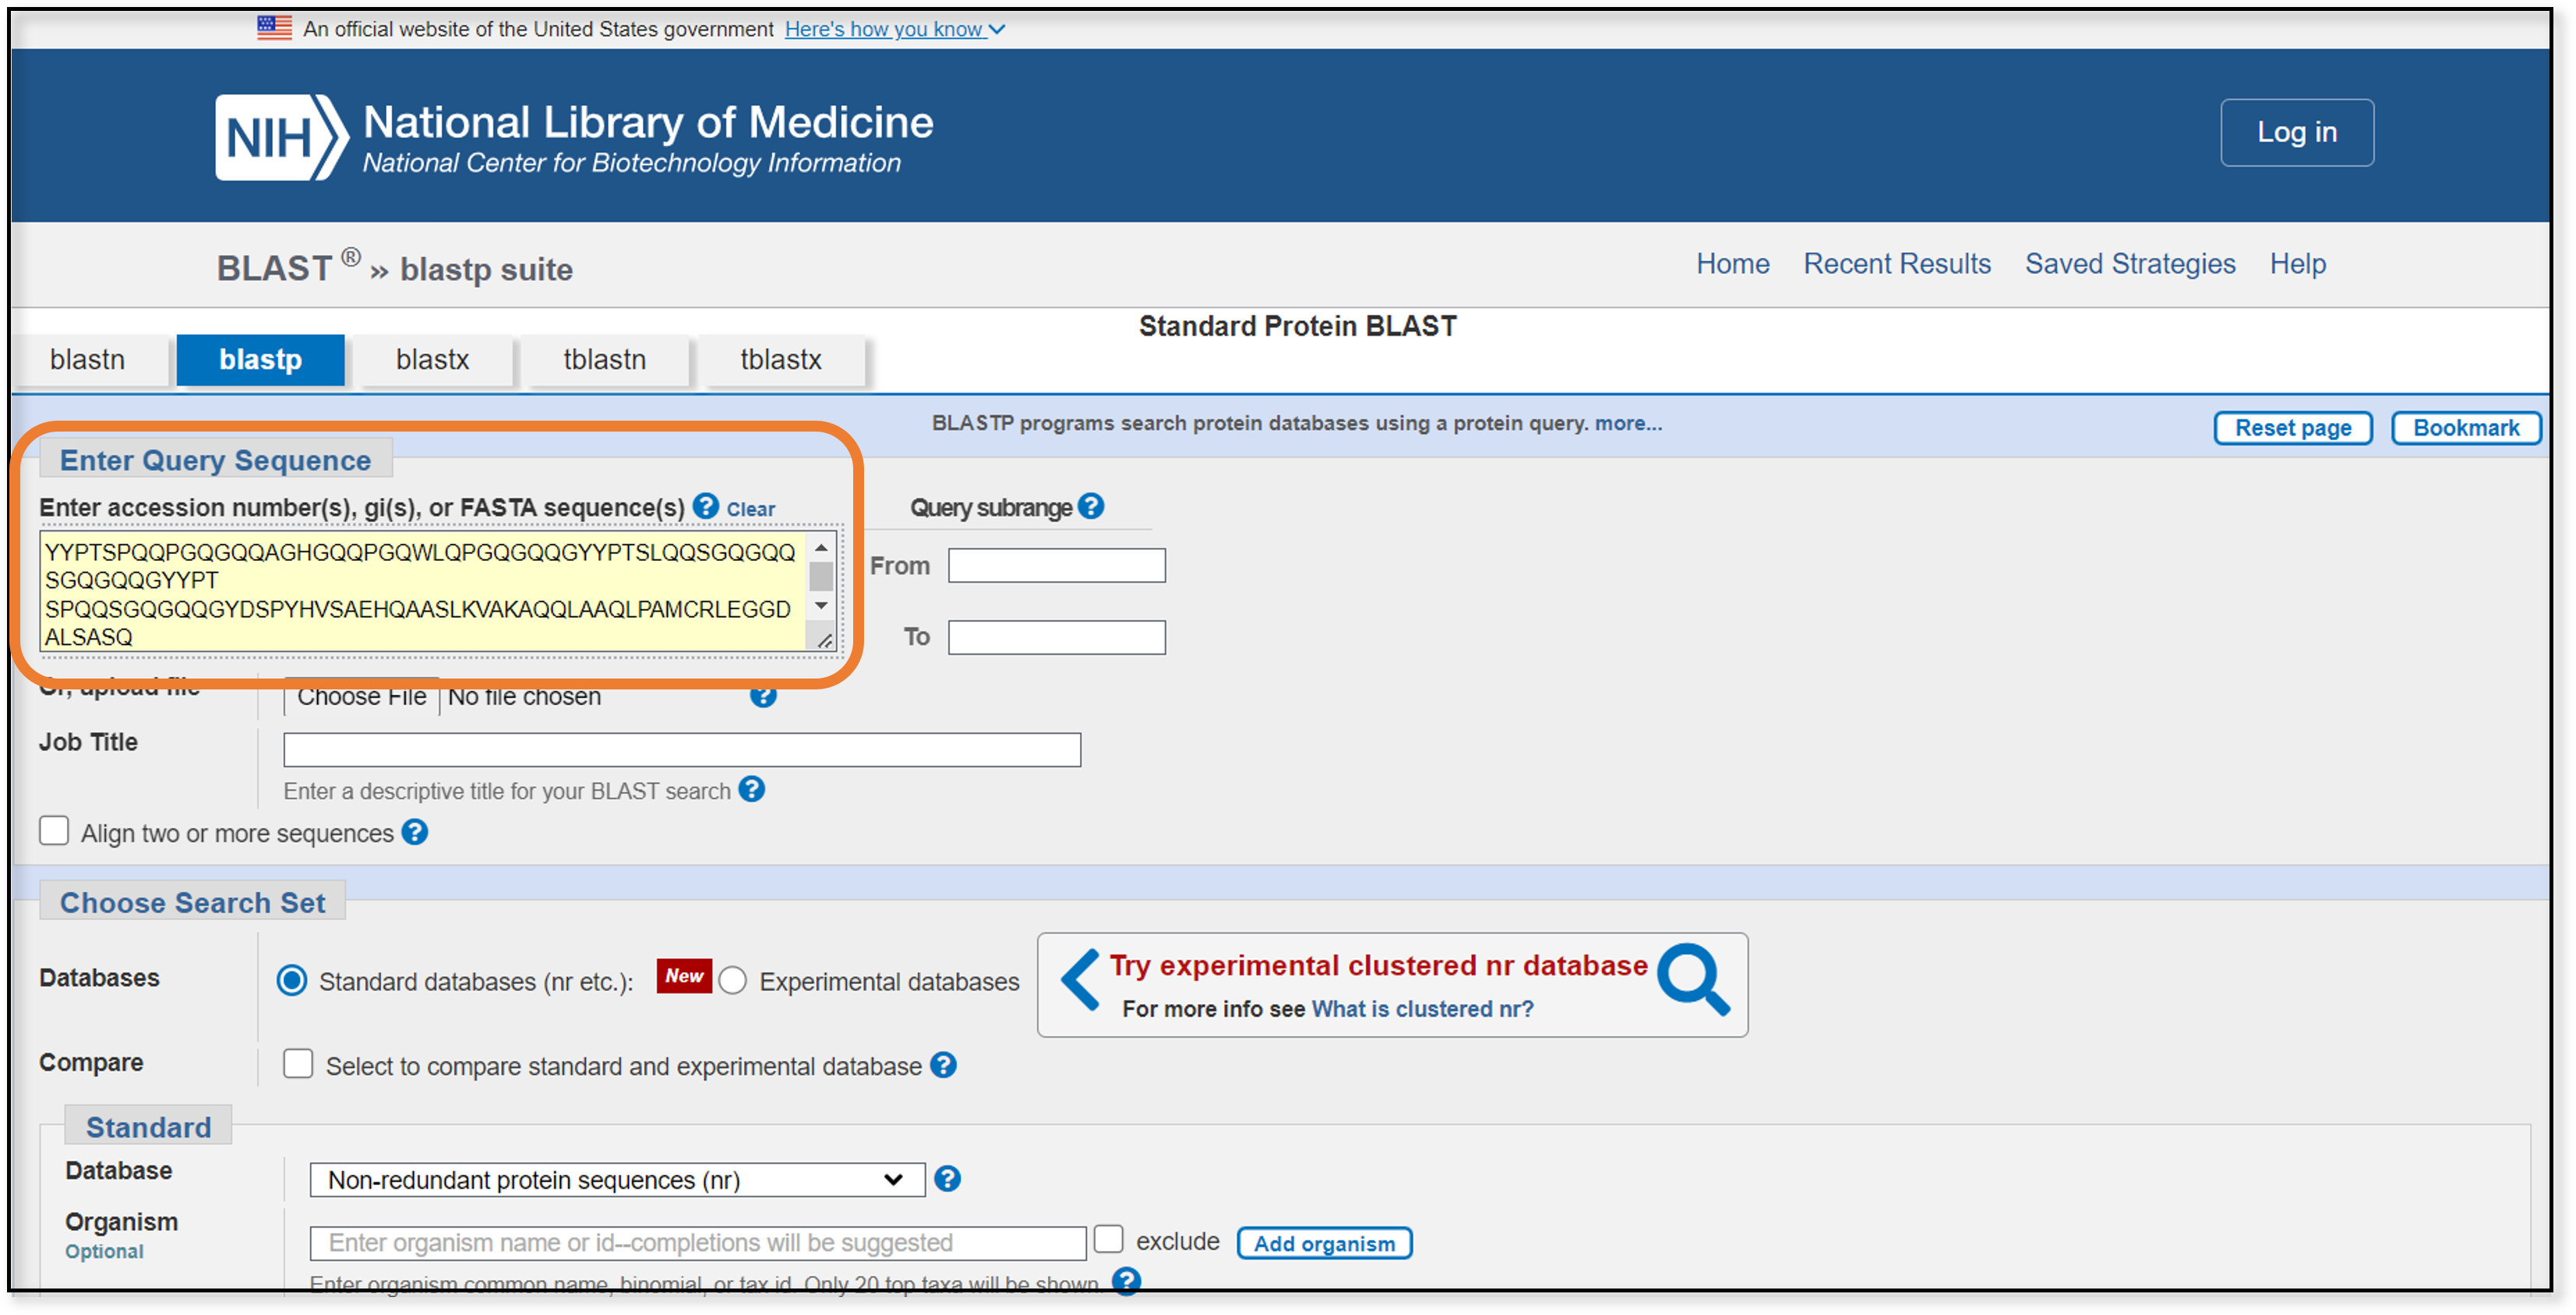 An official website of the United States government Here's how you know
NIH National Library of Medicine
National Center for Biotechnology Information
Log in
BLAST ® » blastp suite
Home Recent Results Saved Strategies Help
Standard Protein BLAST
blastn blastp blastx tblastn tblastx
BLASTP programs search protein databases using a protein query. more...
Reset page Bookmark
Enter Query Sequence
Enter accession number(s), gi(s), or FASTA sequence(s) ? Clear
Query subrange ?
YYPTSPQQPGQGQQAGHGQQPGQWLQPGQGQQGYYPTSLQQSGQGQQ
SGQGQQGYYPT
SPQQSGQGQQGYDSPYHVSAEHQAASLKVAKAQQLAAQLPAMCRLEGGD
ALSASQ
From
To
Or, upload file Choose File No file chosen ?
Job Title
Enter a descriptive title for your BLAST search ?
Align two or more sequences ?
Choose Search Set
Databases Standard databases (nr etc.): New Experimental databases
Try experimental clustered nr database
For more info see What is clustered nr?
Compare Select to compare standard and experimental database ?
Standard
Database Non-redundant protein sequences (nr) ?
Organism
Optional
Enter organism name or id--completions will be suggested exclude Add organism
Enter organism common name, binomial, or tax id. Only 20 top taxa will be shown. ?